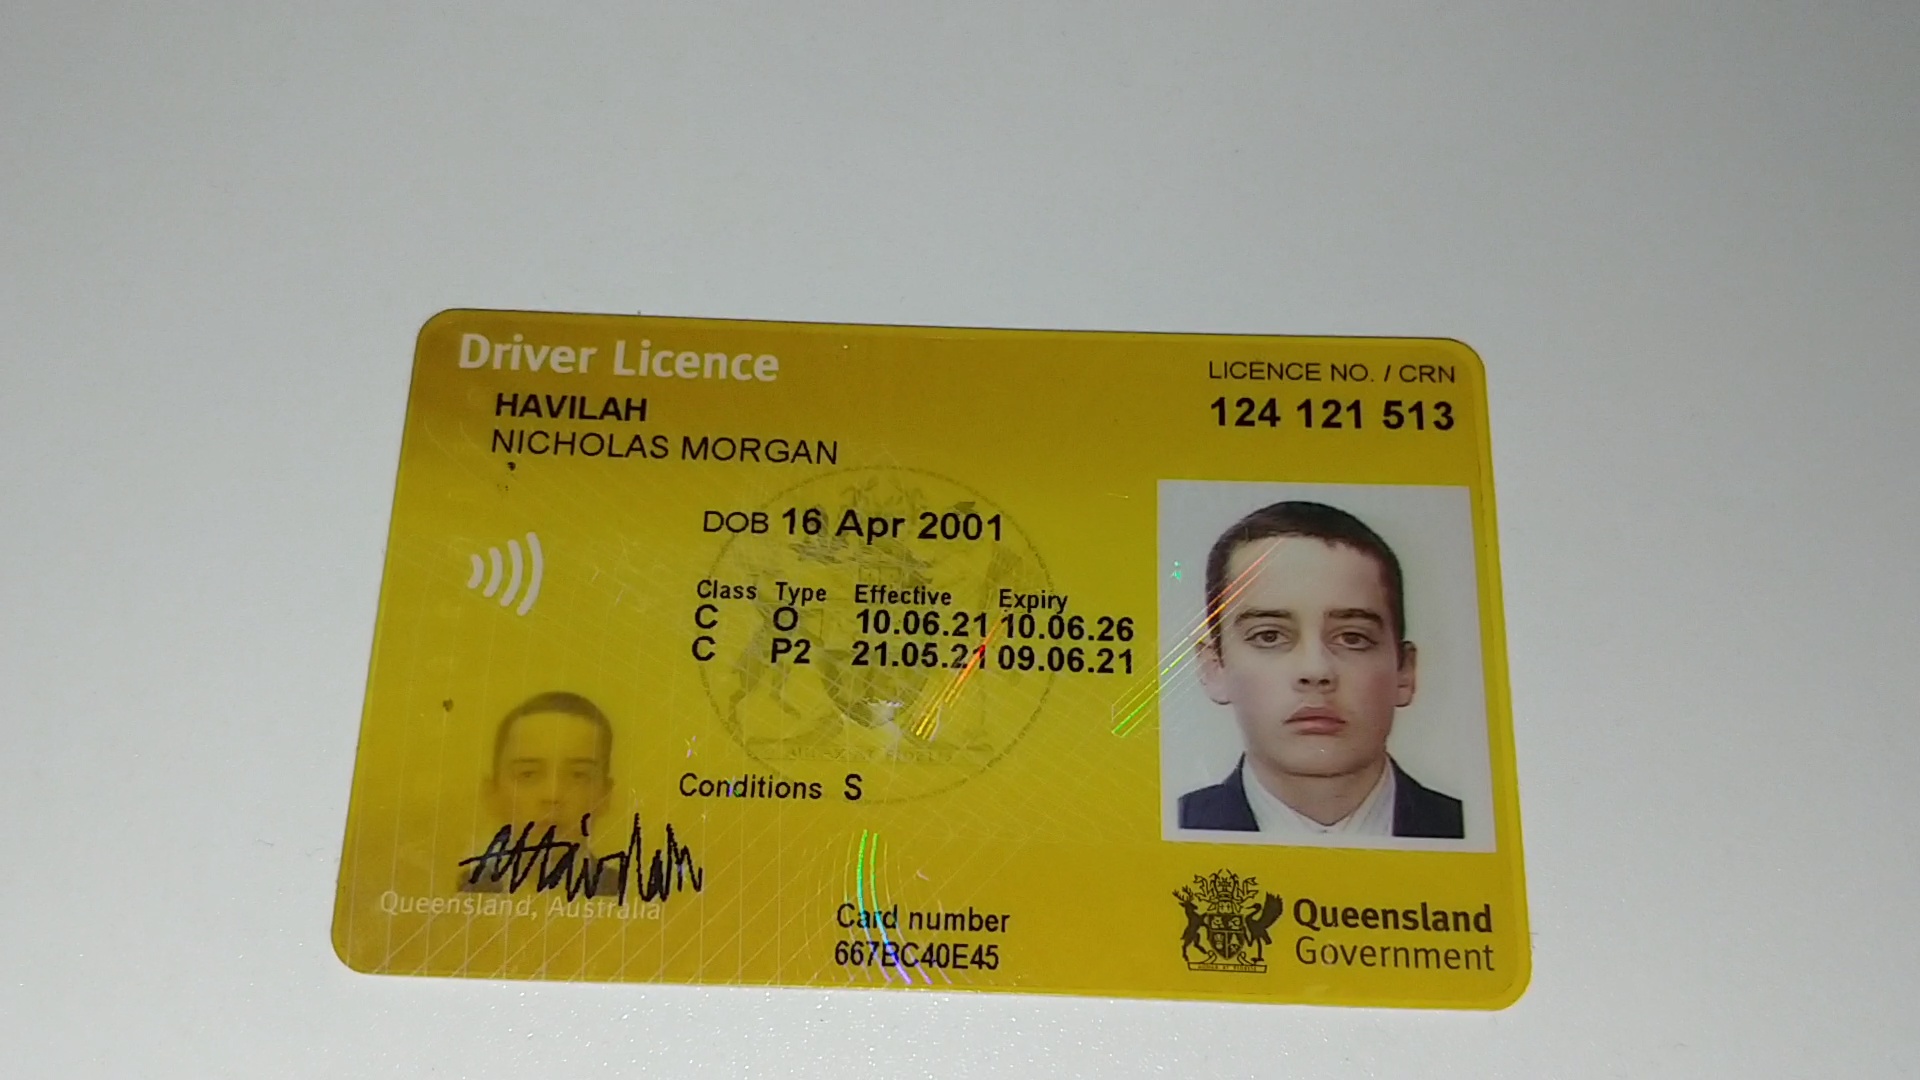 Driver Licence
HAVILAH
NICHOLAS MORGAN
LICENCE NO. / CRN
124 121 513
DOB 16 Apr 2001
Class Type Effective Expiry
C O 10.06.21 10.06.26
C P2 21.05.21 09.06.21
Conditions S
Queensland, Australia
Card number
667BC40E45
Queensland
Government